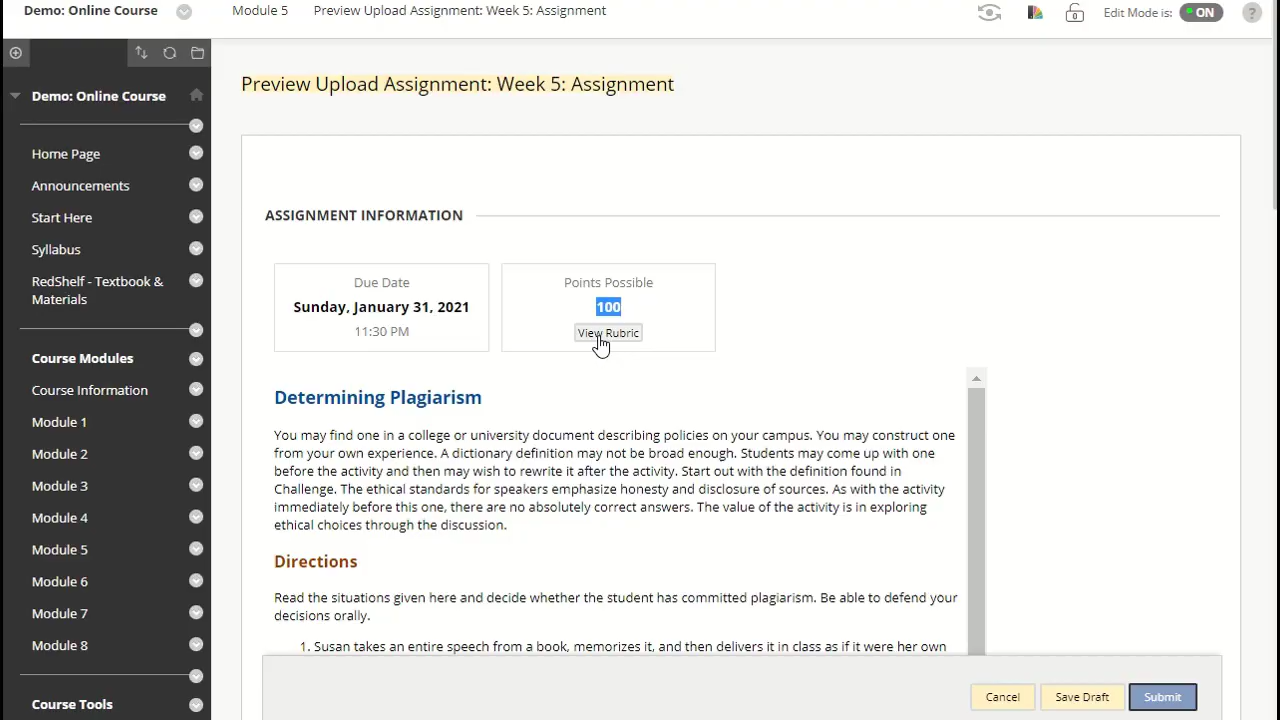 Demo: Online Course
Module 5
Preview Upload Assignment: Week 5: Assignment
Edit Mode is:
ON
?
Demo: Online Course
Home Page
Announcements
Start Here
Syllabus
RedShelf - Textbook &
Materials
Course Modules
Course Information
Module 1
Module 2
Module 3
Module 4
Module 5
Module 6
Module 7
Module 8
Course Tools
Preview Upload Assignment: Week 5: Assignment
ASSIGNMENT INFORMATION
Due Date
Sunday, January 31, 2021
11:30 PM
Points Possible
100
View Rubric
Determining Plagiarism
You may find one in a college or university document describing policies on your campus. You may construct one
from your own experience. A dictionary definition may not be broad enough. Students may come up with one
before the activity and then may wish to rewrite it after the activity. Start out with the definition found in
Challenge. The ethical standards for speakers emphasize honesty and disclosure of sources. As with the activity
immediately before this one, there are no absolutely correct answers. The value of the activity is in exploring
ethical choices through the discussion.
Directions
Read the situations given here and decide whether the student has committed plagiarism. Be able to defend your
decisions orally.
1. Susan takes an entire speech from a book, memorizes it, and then delivers it in class as if it were her own
Cancel
Save Draft
Submit